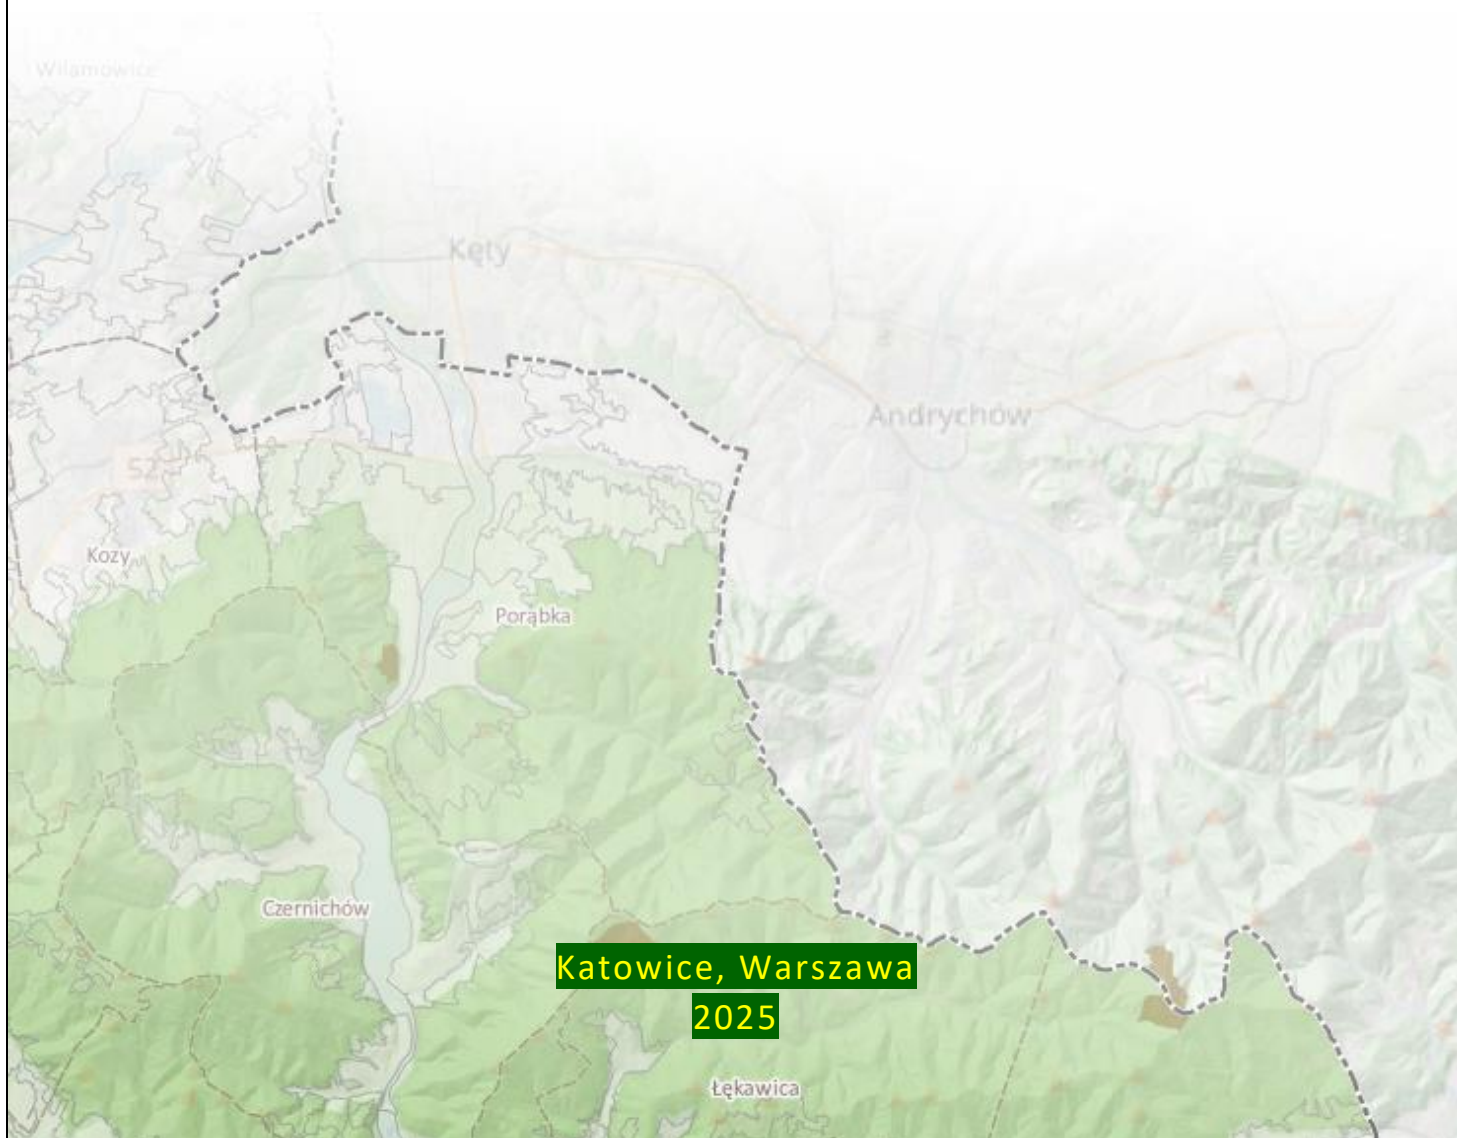 Wilamowice
Kęty
Andrychów
52
Kozy
Porąbka
Czernichów
Katowice, Warszawa
2025
Łękawica